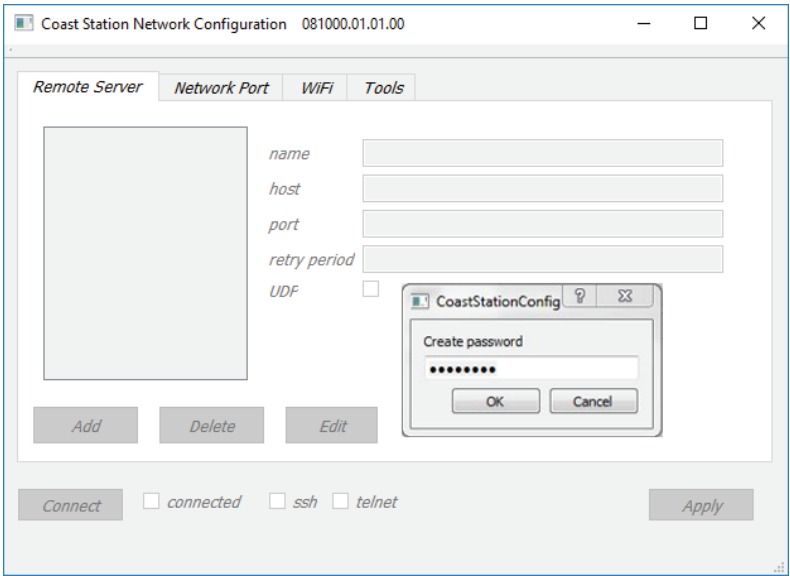 Coast Station Network Configuration 081000.01.01.00
Remote Server Network Port WiFi Tools
name
host
port
retry period
UDP
CoastStationConfig
Create password
••••••••
OK Cancel
Add Delete Edit
Connect connected ssh telnet Apply